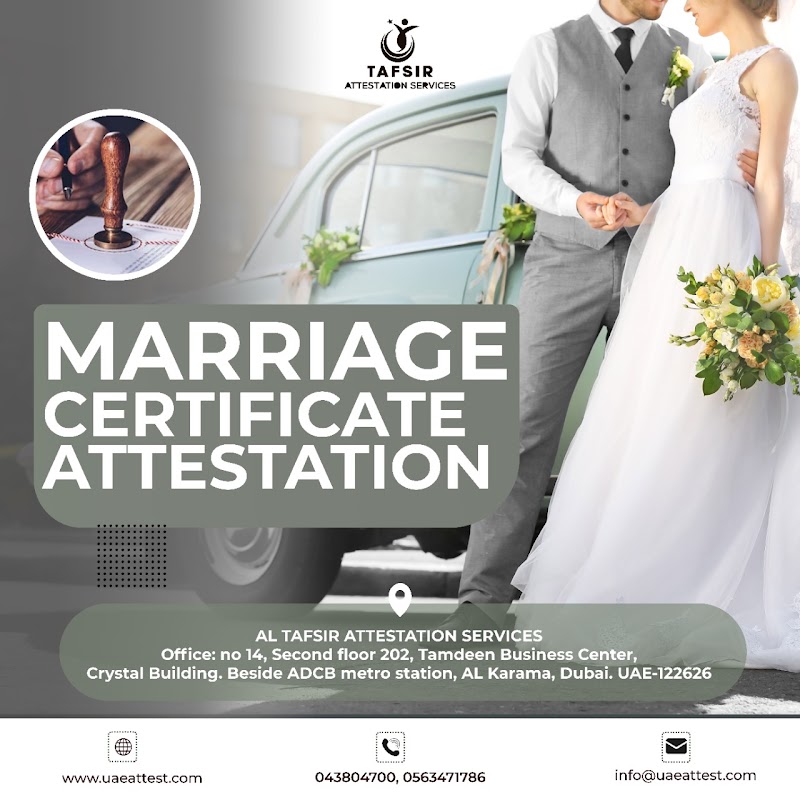 TAFSIR
ATTESTATION SERVICES
MARRIAGE
CERTIFICATE
ATTESTATION
AL TAFSIR ATTESTATION SERVICES
Office: no 14, Second floor 202, Tamdeen Business Center,
Crystal Building. Beside ADCB metro station, AL Karama, Dubai. UAE-122626
www.uaeattest.com
043804700, 0563471786
info@uaeattest.com